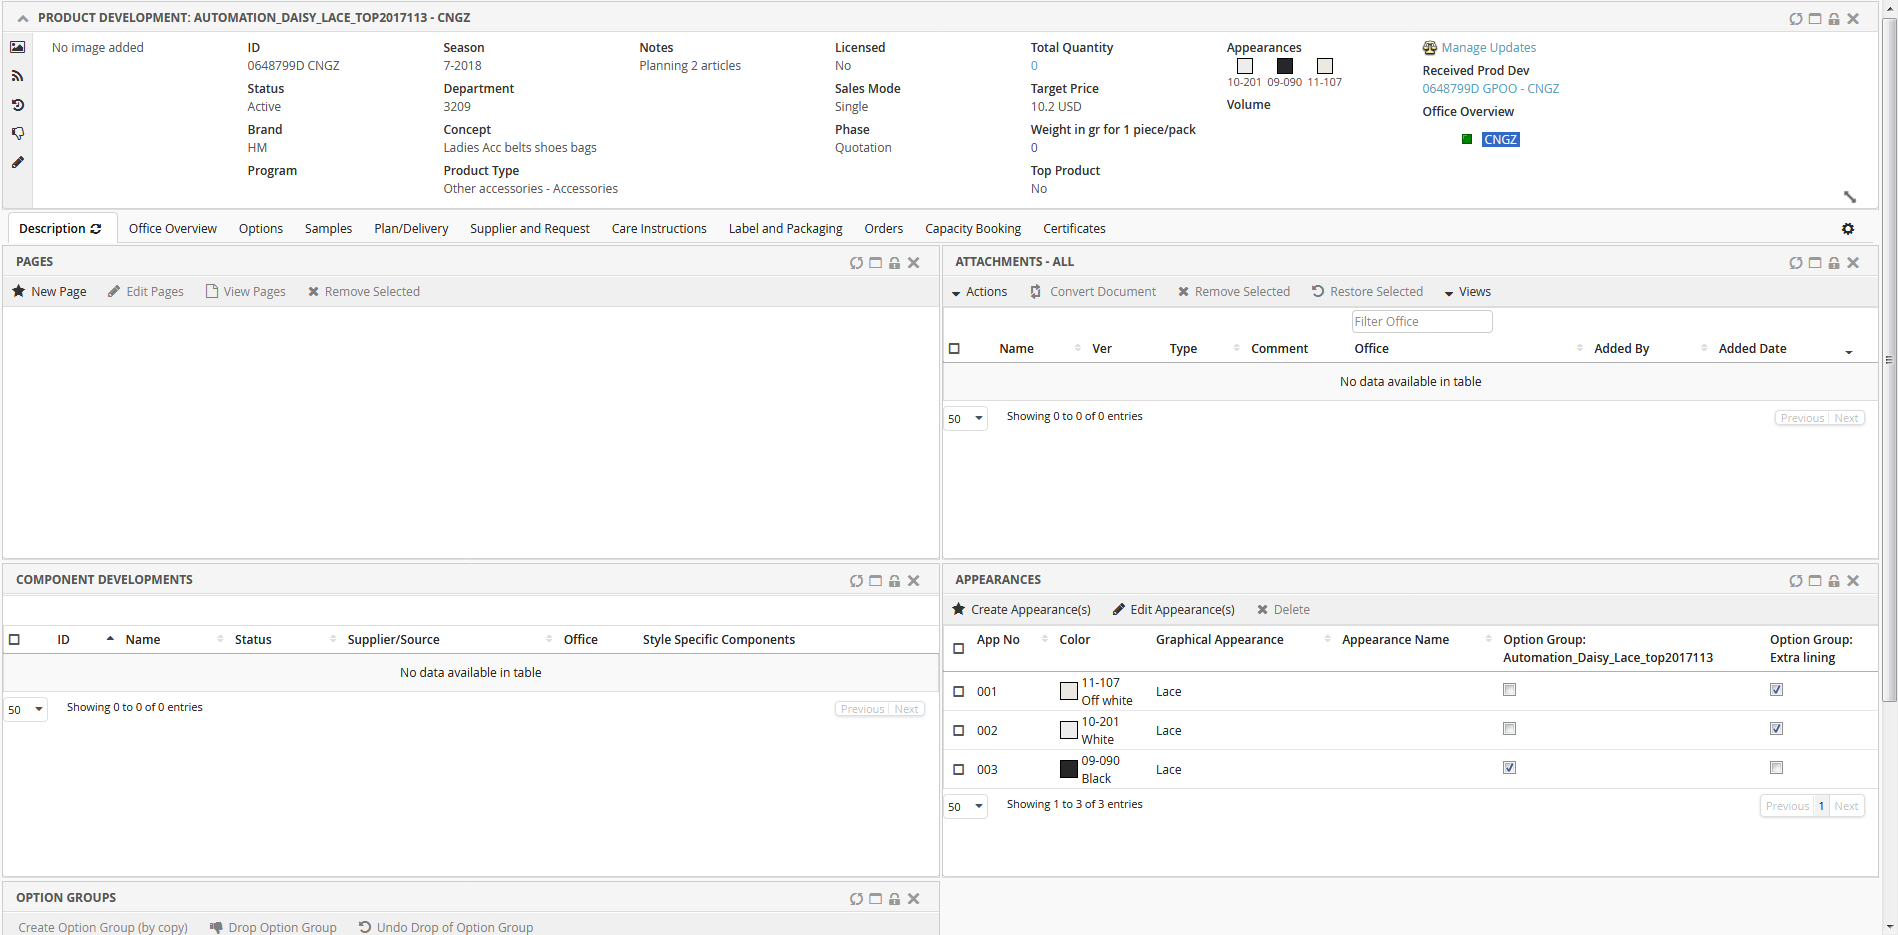 PRODUCT DEVELOPMENT: AUTOMATION_DAISY_LACE_TOP2017113 - CNGZ
No image added
ID
0648799D CNGZ
Status
Active
Brand
HM
Program
Season
7-2018
Department
3209
Concept
Ladies Acc belts shoes bags
Product Type
Other accessories - Accessories
Notes
Planning 2 articles
Licensed
No
Sales Mode
Single
Phase
Quotation
Total Quantity
0
Target Price
10.2 USD
Weight in gr for 1 piece/pack
0
Top Product
No
Appearances
10-201 09-090 11-107
Volume
Manage Updates
Received Prod Dev
0648799D GPOO - CNGZ
Office Overview
CNGZ
Description Office Overview Options Samples Plan/Delivery Supplier and Request Care Instructions Label and Packaging Orders Capacity Booking Certificates
PAGES
New Page Edit Pages View Pages Remove Selected
ATTACHMENTS - ALL
Actions Convert Document Remove Selected Restore Selected Views
Filter Office
Name Ver Type Comment Office Added By Added Date
No data available in table
50 Showing 0 to 0 of 0 entries Previous Next
COMPONENT DEVELOPMENTS
ID Name Status Supplier/Source Office Style Specific Components
No data available in table
50 Showing 0 to 0 of 0 entries Previous Next
APPEARANCES
Create Appearance(s) Edit Appearance(s) Delete
App No Color Graphical Appearance Appearance Name Option Group: Automation_Daisy_Lace_top2017113 Option Group: Extra lining
001 11-107 Off white Lace
002 10-201 White Lace
003 09-090 Black Lace
50 Showing 1 to 3 of 3 entries Previous 1 Next
OPTION GROUPS
Create Option Group (by copy) Drop Option Group Undo Drop of Option Group